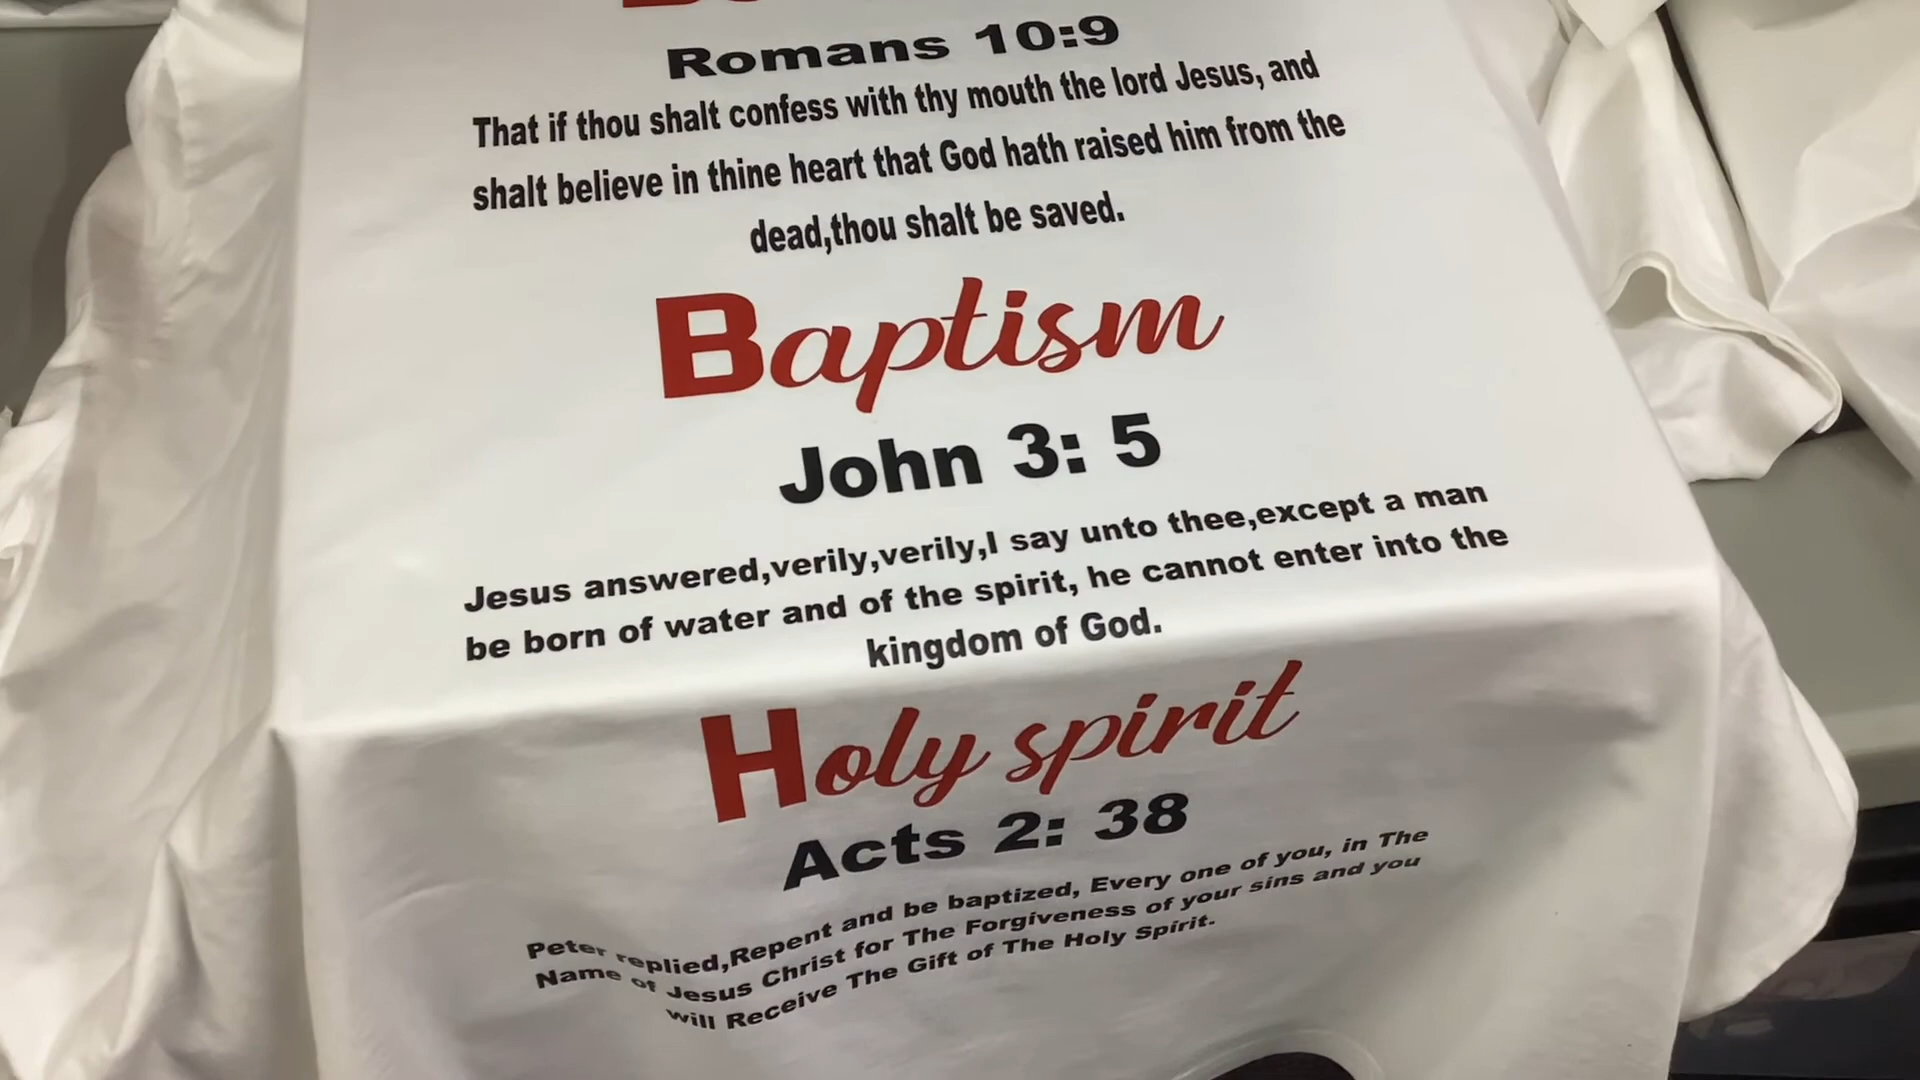 Romans 10:9
That if thou shalt confess with thy mouth the lord Jesus, and
shalt believe in thine heart that God hath raised him from the
dead,thou shalt be saved.
Baptism
John 3: 5
Jesus answered,verily,verily,I say unto thee,except a man
be born of water and of the spirit, he cannot enter into the
kingdom of God.
Holy spirit
Acts 2: 38
Peter replied,Repent and be baptized, Every one of you, in The
Name of Jesus Christ for The Forgiveness of your sins and you
will Receive The Gift of The Holy Spirit.